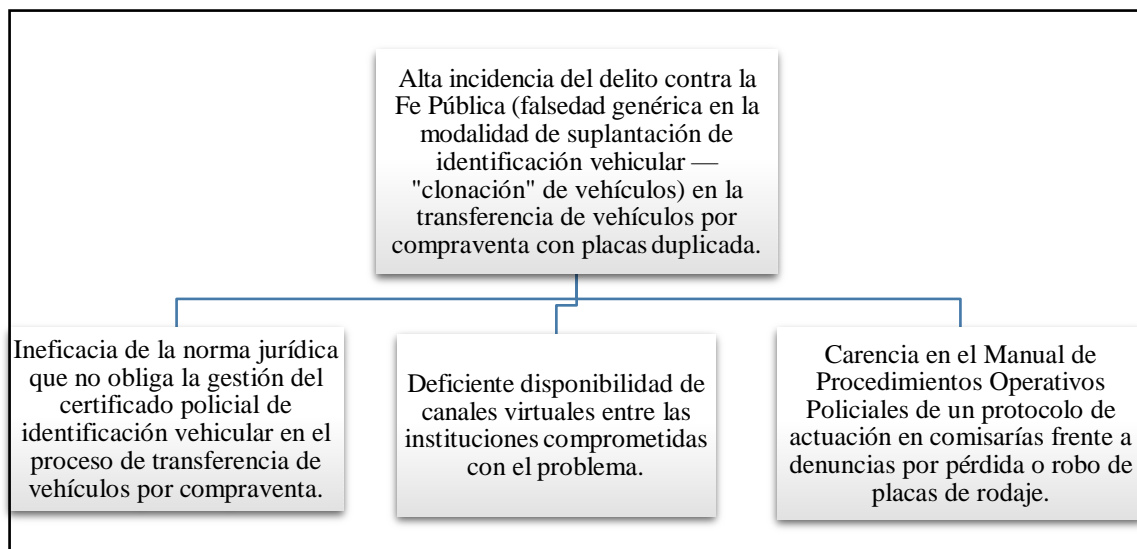 Alta incidencia del delito contra la
Fe Pública (falsedad genérica en la
modalidad de suplantación de
identificación vehicular —
"clonación" de vehículos) en la
transferencia de vehículos por
compraventa con placas duplicada.
Ineficacia de la norma jurídica
que no obliga la gestión del
certificado policial de
identificación vehicular en el
proceso de transferencia de
vehículos por compraventa.
Deficiente disponibilidad de
canales virtuales entre las
instituciones comprometidas
con el problema.
Carencia en el Manual de
Procedimientos Operativos
Policiales de un protocolo de
actuación en comisarías frente a
denuncias por pérdida o robo de
placas de rodaje.